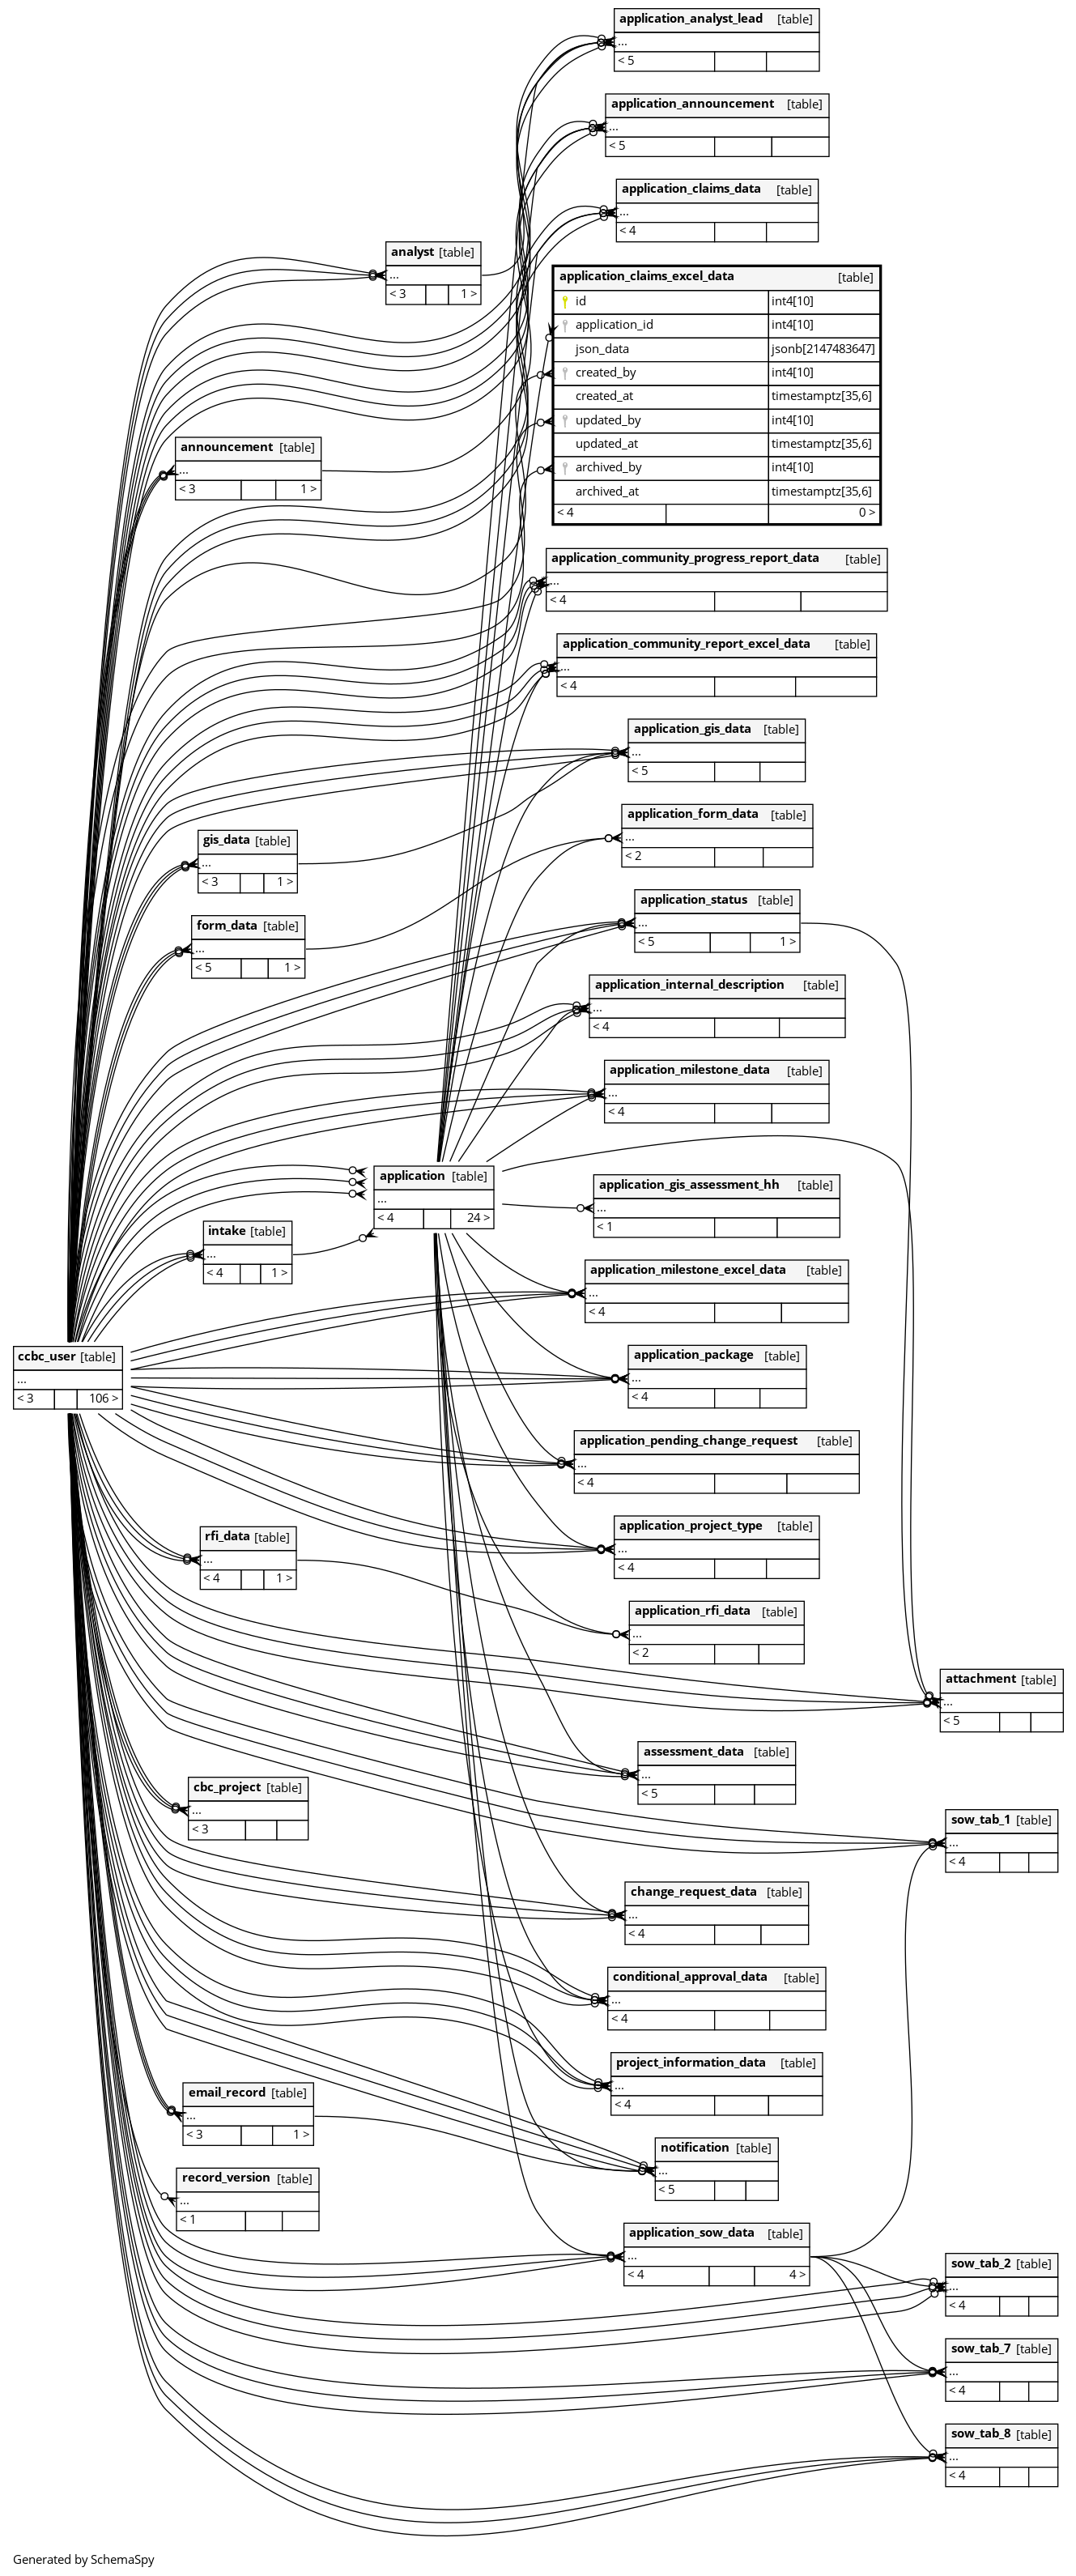 application_analyst_lead [table]
...
< 5
application_announcement [table]
...
< 5
application_claims_data [table]
...
< 4
analyst [table]
...
< 3 1 >
application_claims_excel_data [table]
id int4[10]
application_id int4[10]
json_data jsonb[2147483647]
created_by int4[10]
created_at timestamptz[35,6]
updated_by int4[10]
updated_at timestamptz[35,6]
archived_by int4[10]
archived_at timestamptz[35,6]
< 4 0 >
announcement [table]
...
< 3 1 >
application_community_progress_report_data [table]
...
< 4
application_community_report_excel_data [table]
...
< 4
application_gis_data [table]
...
< 5
application_form_data [table]
...
< 2
gis_data [table]
...
< 3 1 >
application_status [table]
...
< 5 1 >
form_data [table]
...
< 5 1 >
application_internal_description [table]
...
< 4
application_milestone_data [table]
...
< 4
application [table]
...
< 4 24 >
application_gis_assessment_hh [table]
...
< 1
intake [table]
...
< 4 1 >
application_milestone_excel_data [table]
...
< 4
ccbc_user [table]
...
< 3 106 >
application_package [table]
...
< 4
application_pending_change_request [table]
...
< 4
application_project_type [table]
...
< 4
rfi_data [table]
...
< 4 1 >
application_rfi_data [table]
...
< 2
attachment [table]
...
< 5
assessment_data [table]
...
< 5
cbc_project [table]
...
< 3
sow_tab_1 [table]
...
< 4
change_request_data [table]
...
< 4
conditional_approval_data [table]
...
< 4
project_information_data [table]
...
< 4
email_record [table]
...
< 3 1 >
notification [table]
...
< 5
record_version [table]
...
< 1
application_sow_data [table]
...
< 4 4 >
sow_tab_2 [table]
...
< 4
sow_tab_7 [table]
...
< 4
sow_tab_8 [table]
...
< 4
Generated by SchemaSpy